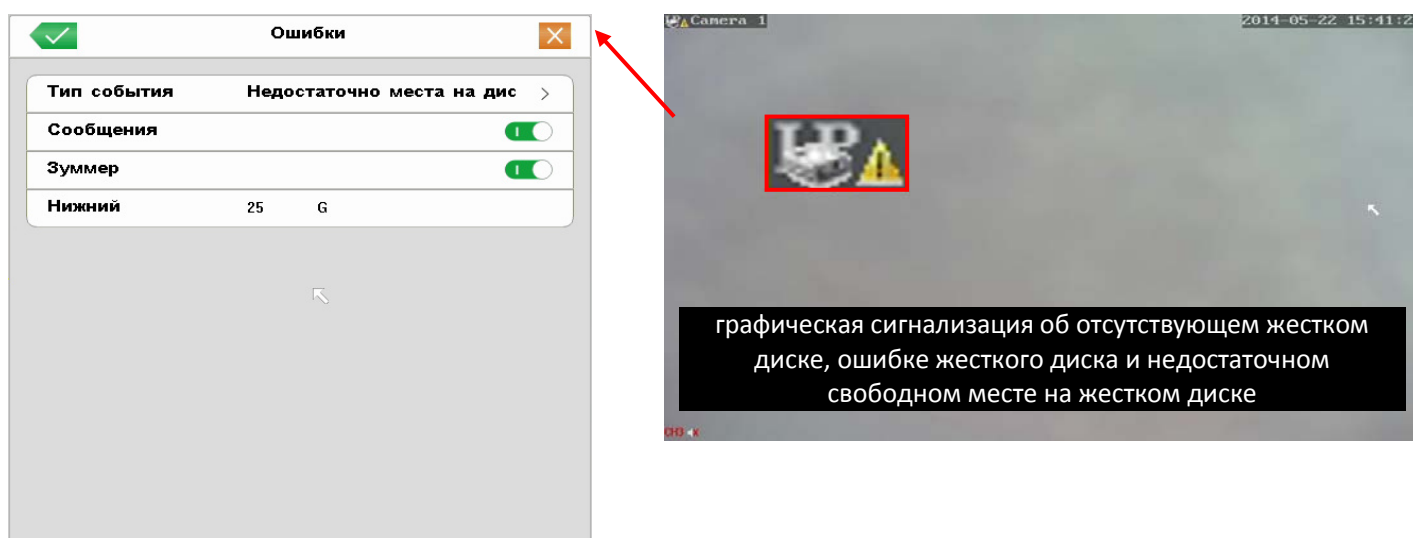 Ошибки
Тип события Недостаточно места на дис >
Сообщения
Зуммер
Нижний 25 G
Camera 1
2014-05-22 15:41:2
графическая сигнализация об отсутствующем жестком
диске, ошибке жесткого диска и недостаточном
свободном месте на жестком диске
CH3